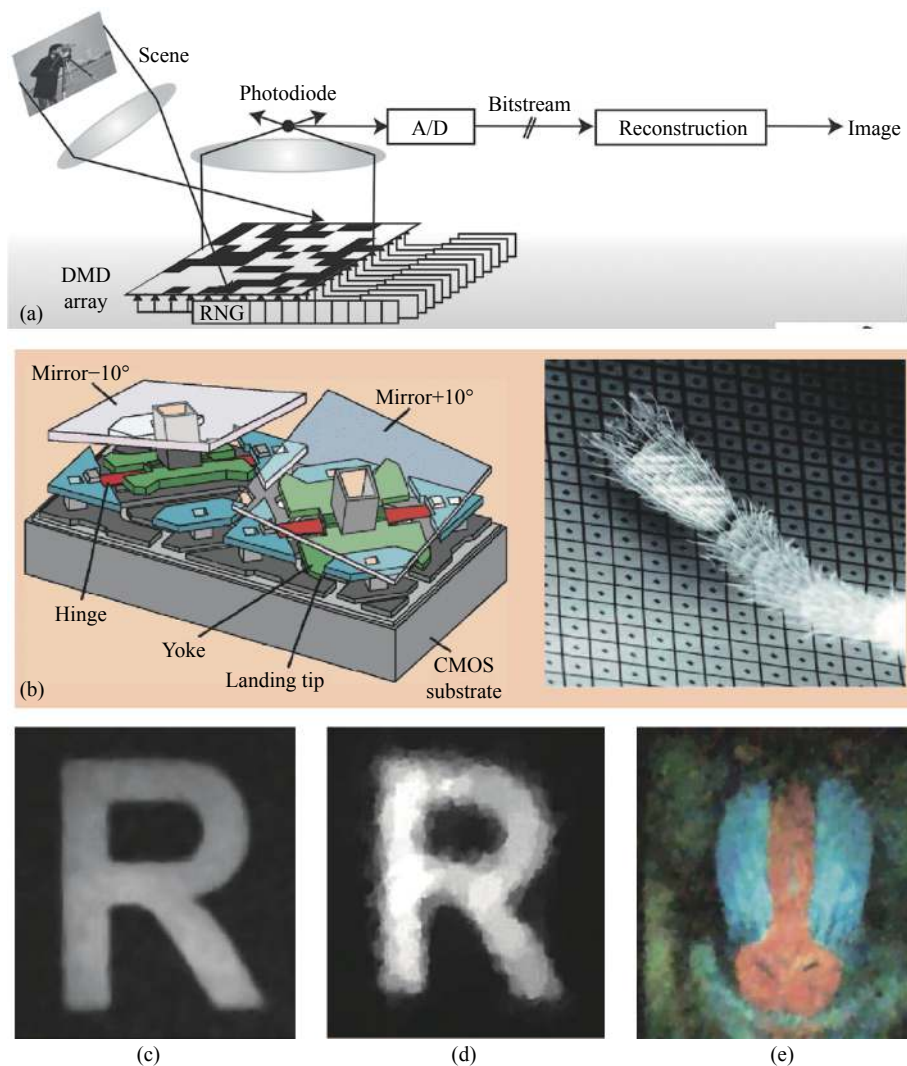 Scene
Photodiode
A/D
Bitstream
Reconstruction
Image
DMD
array
RNG
(a)
Mirror−10°
Mirror+10°
Hinge
Yoke
Landing tip
CMOS
substrate
(b)
R
R
(c)
(d)
(e)